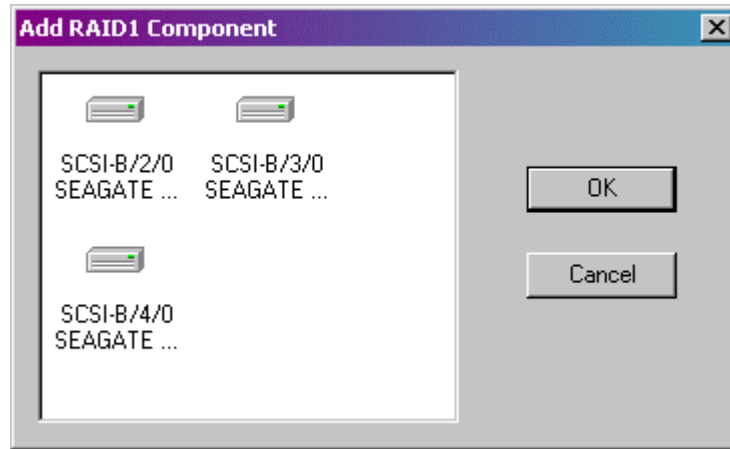 Add RAID1 Component
SCSI-B/2/0 SCSI-B/3/0
SEAGATE ... SEAGATE ...
SCSI-B/4/0
SEAGATE ...
OK
Cancel